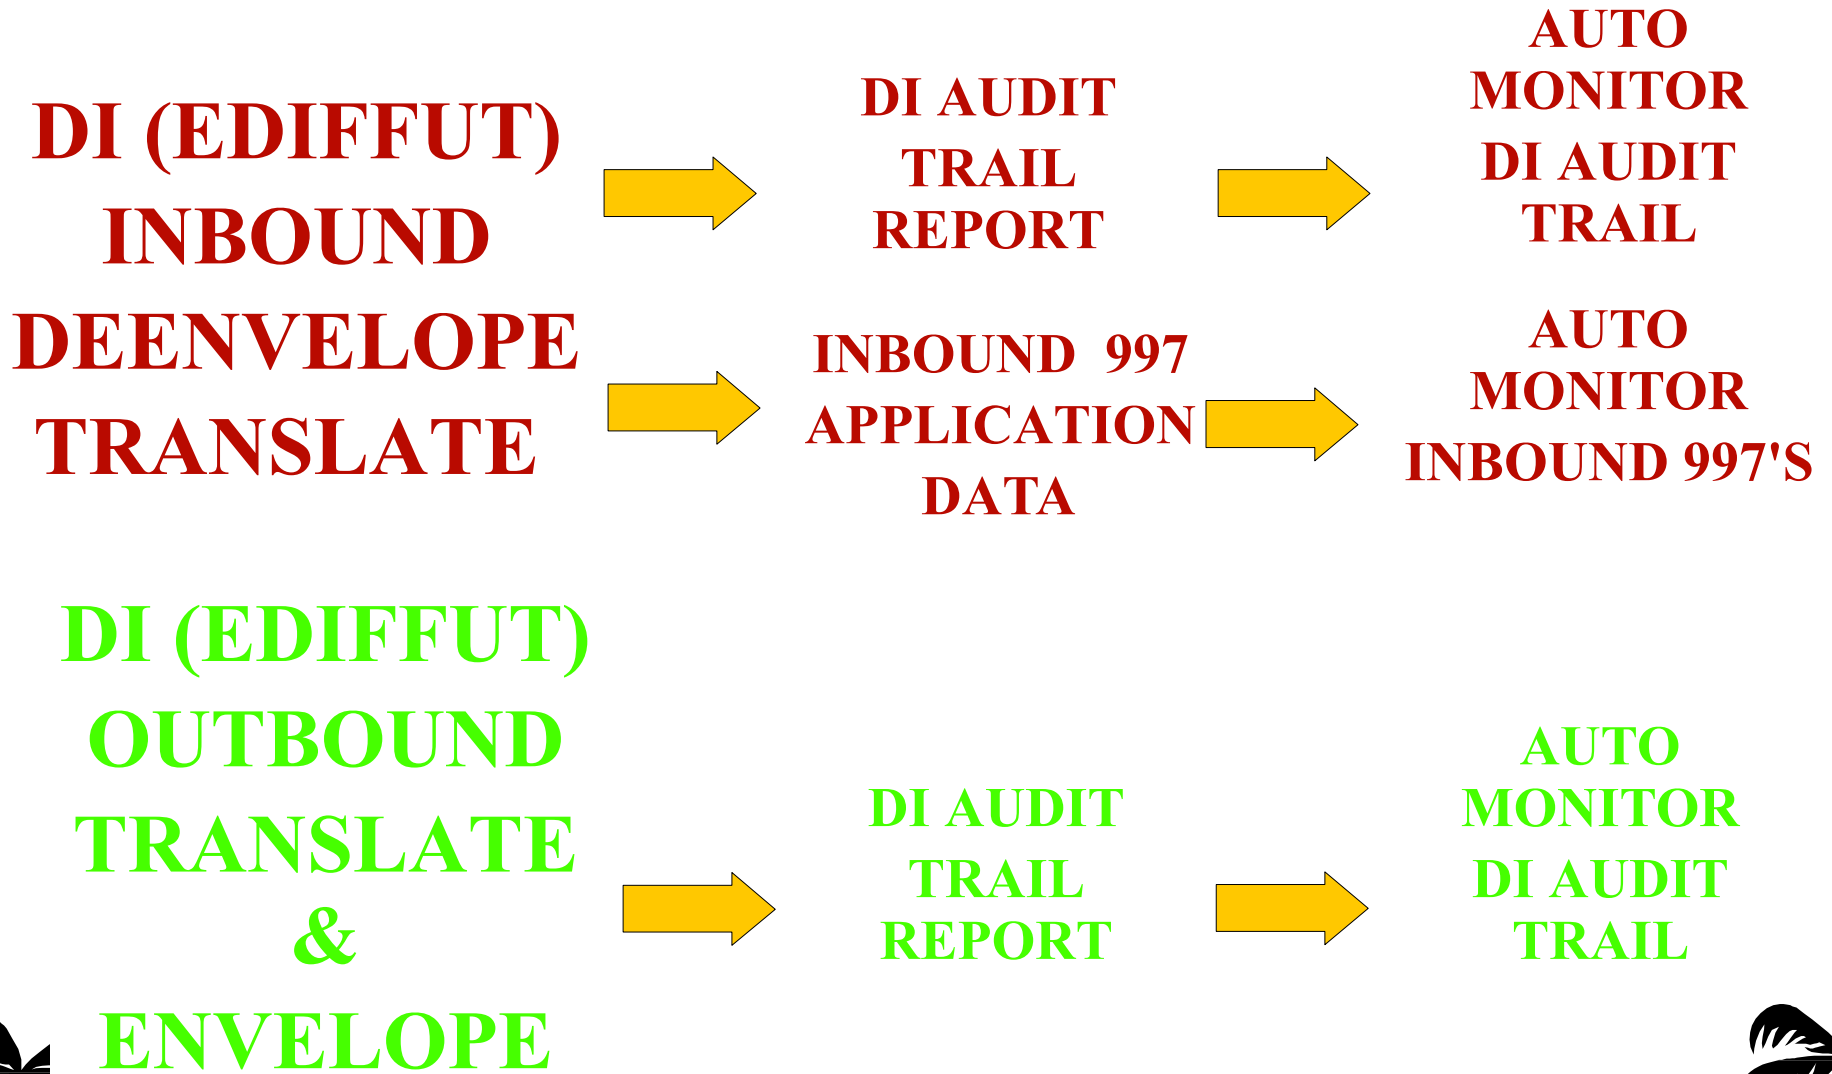 DI (EDIFFUT)
INBOUND
DEENVELOPE
TRANSLATE
DI AUDIT
TRAIL
REPORT
AUTO
MONITOR
DI AUDIT
TRAIL
INBOUND 997
APPLICATION
DATA
AUTO
MONITOR
INBOUND 997'S
DI (EDIFFUT)
OUTBOUND
TRANSLATE
&
ENVELOPE
DI AUDIT
TRAIL
REPORT
AUTO
MONITOR
DI AUDIT
TRAIL